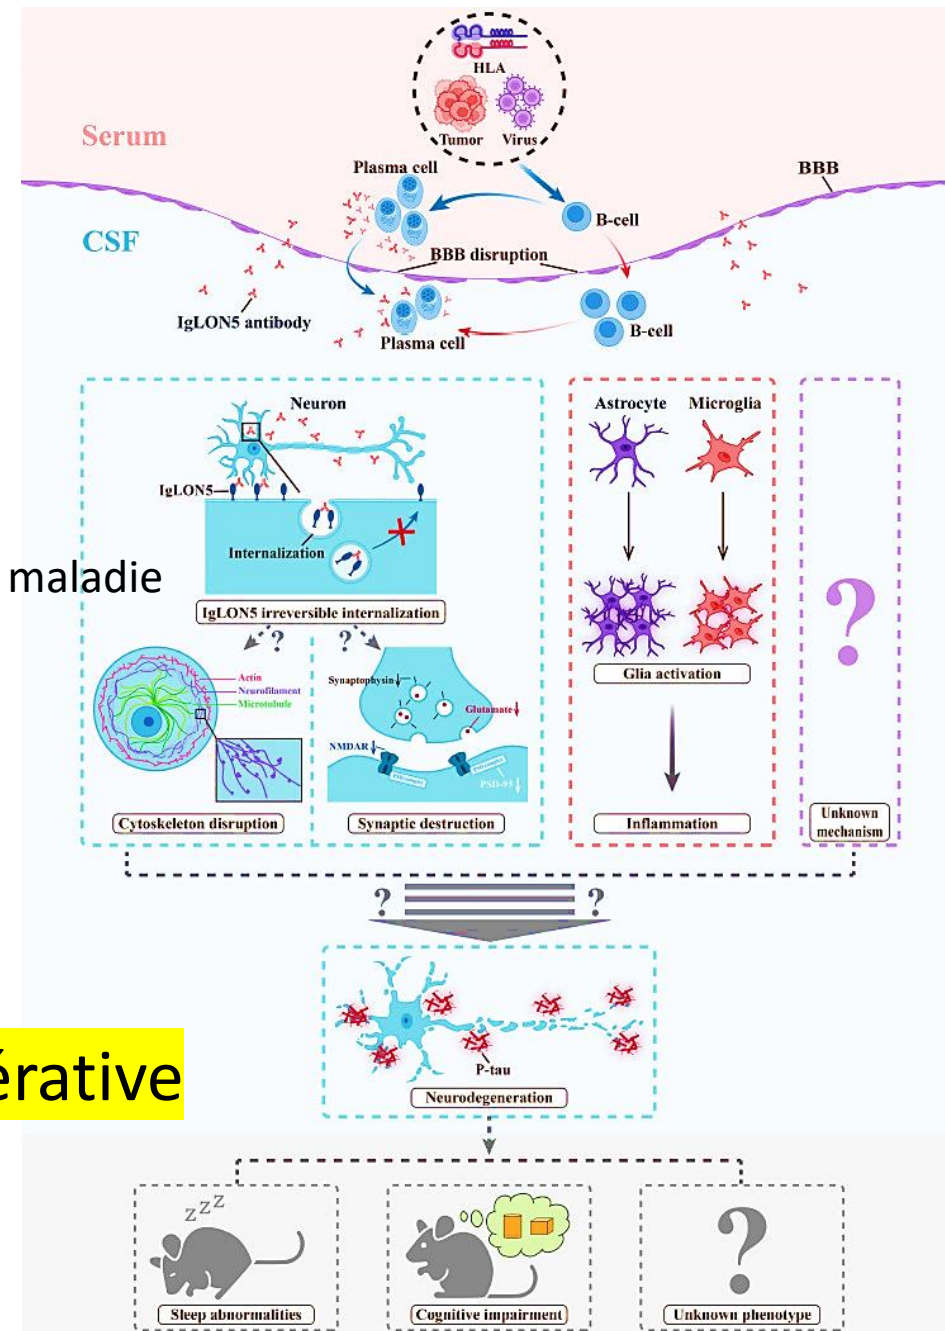 HLA
Tumor
Virus
Serum
Plasma cell
BBB
B-cell
CSF
BBB disruption
IgLON5 antibody
Plasma cell
B-cell
Neuron
Astrocyte
Microglia
IgLON5
Internalization
maladie
IgLON5 irreversible internalization
?
?
?
Glia activation
Actin
Neurofilament
Microtubule
Synaptophysin
Glutamate
NMDAR
PSD-95
Cytoskeleton disruption
Synaptic destruction
Inflammation
Unknown
mechanism
?
?
P-tau
érative
Neurodegeneration
zzz
?
Sleep abnormalities
Cognitive impairment
Unknown phenotype